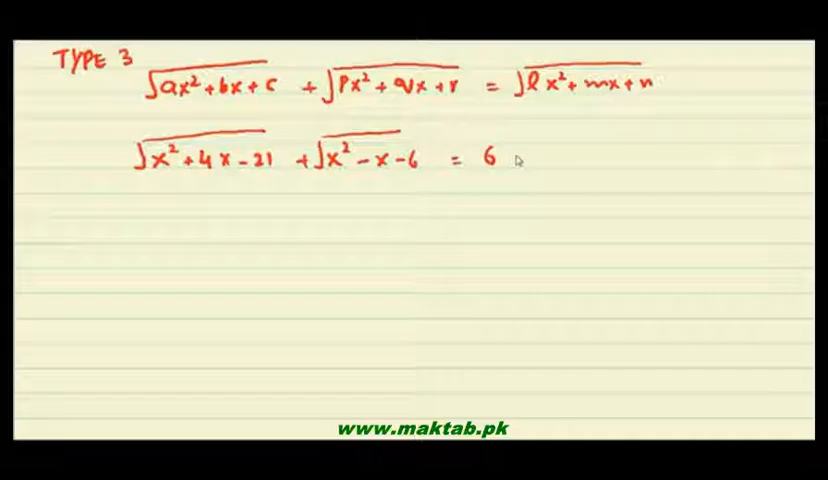 TYPE 3
√ax²+bx+c + √px²+qx+r = √lx²+mx+n
√x²+4x-21 + √x²-x-6 = 6
www.maktab.pk